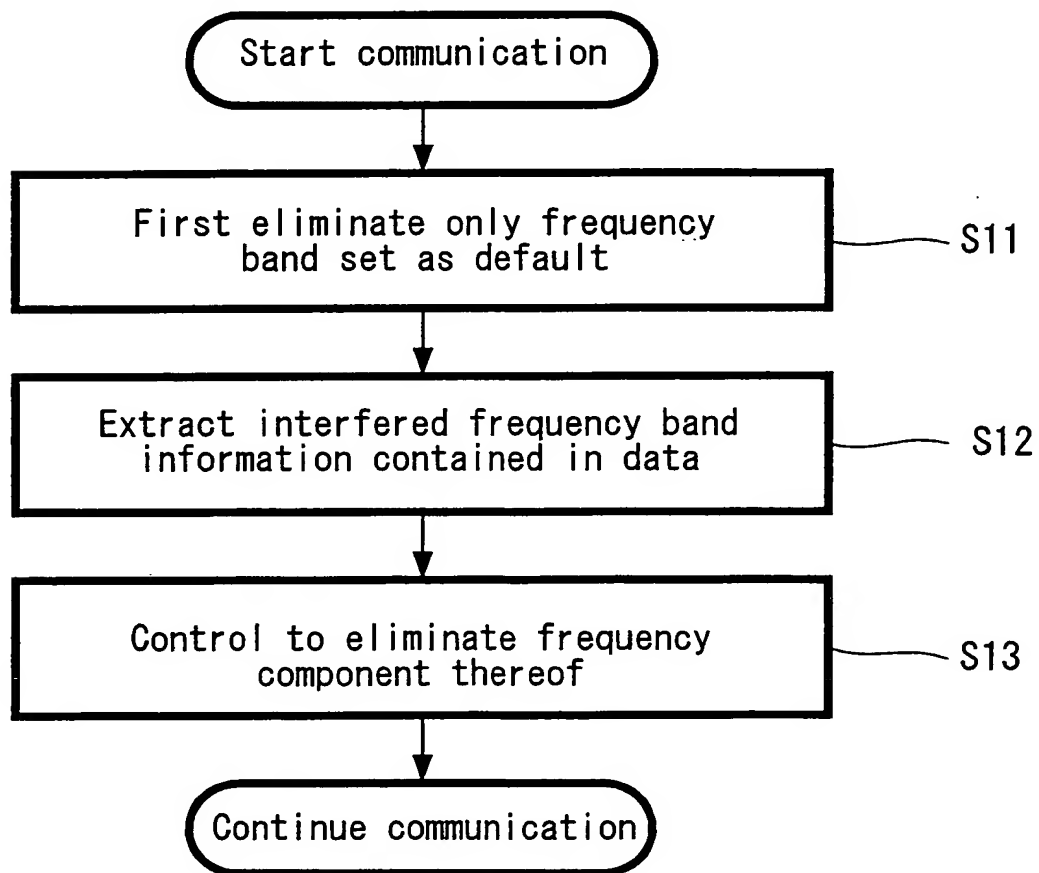 Start communication
First eliminate only frequency
band set as default
S11
Extract interfered frequency band
information contained in data
S12
Control to eliminate frequency
component thereof
S13
Continue communication